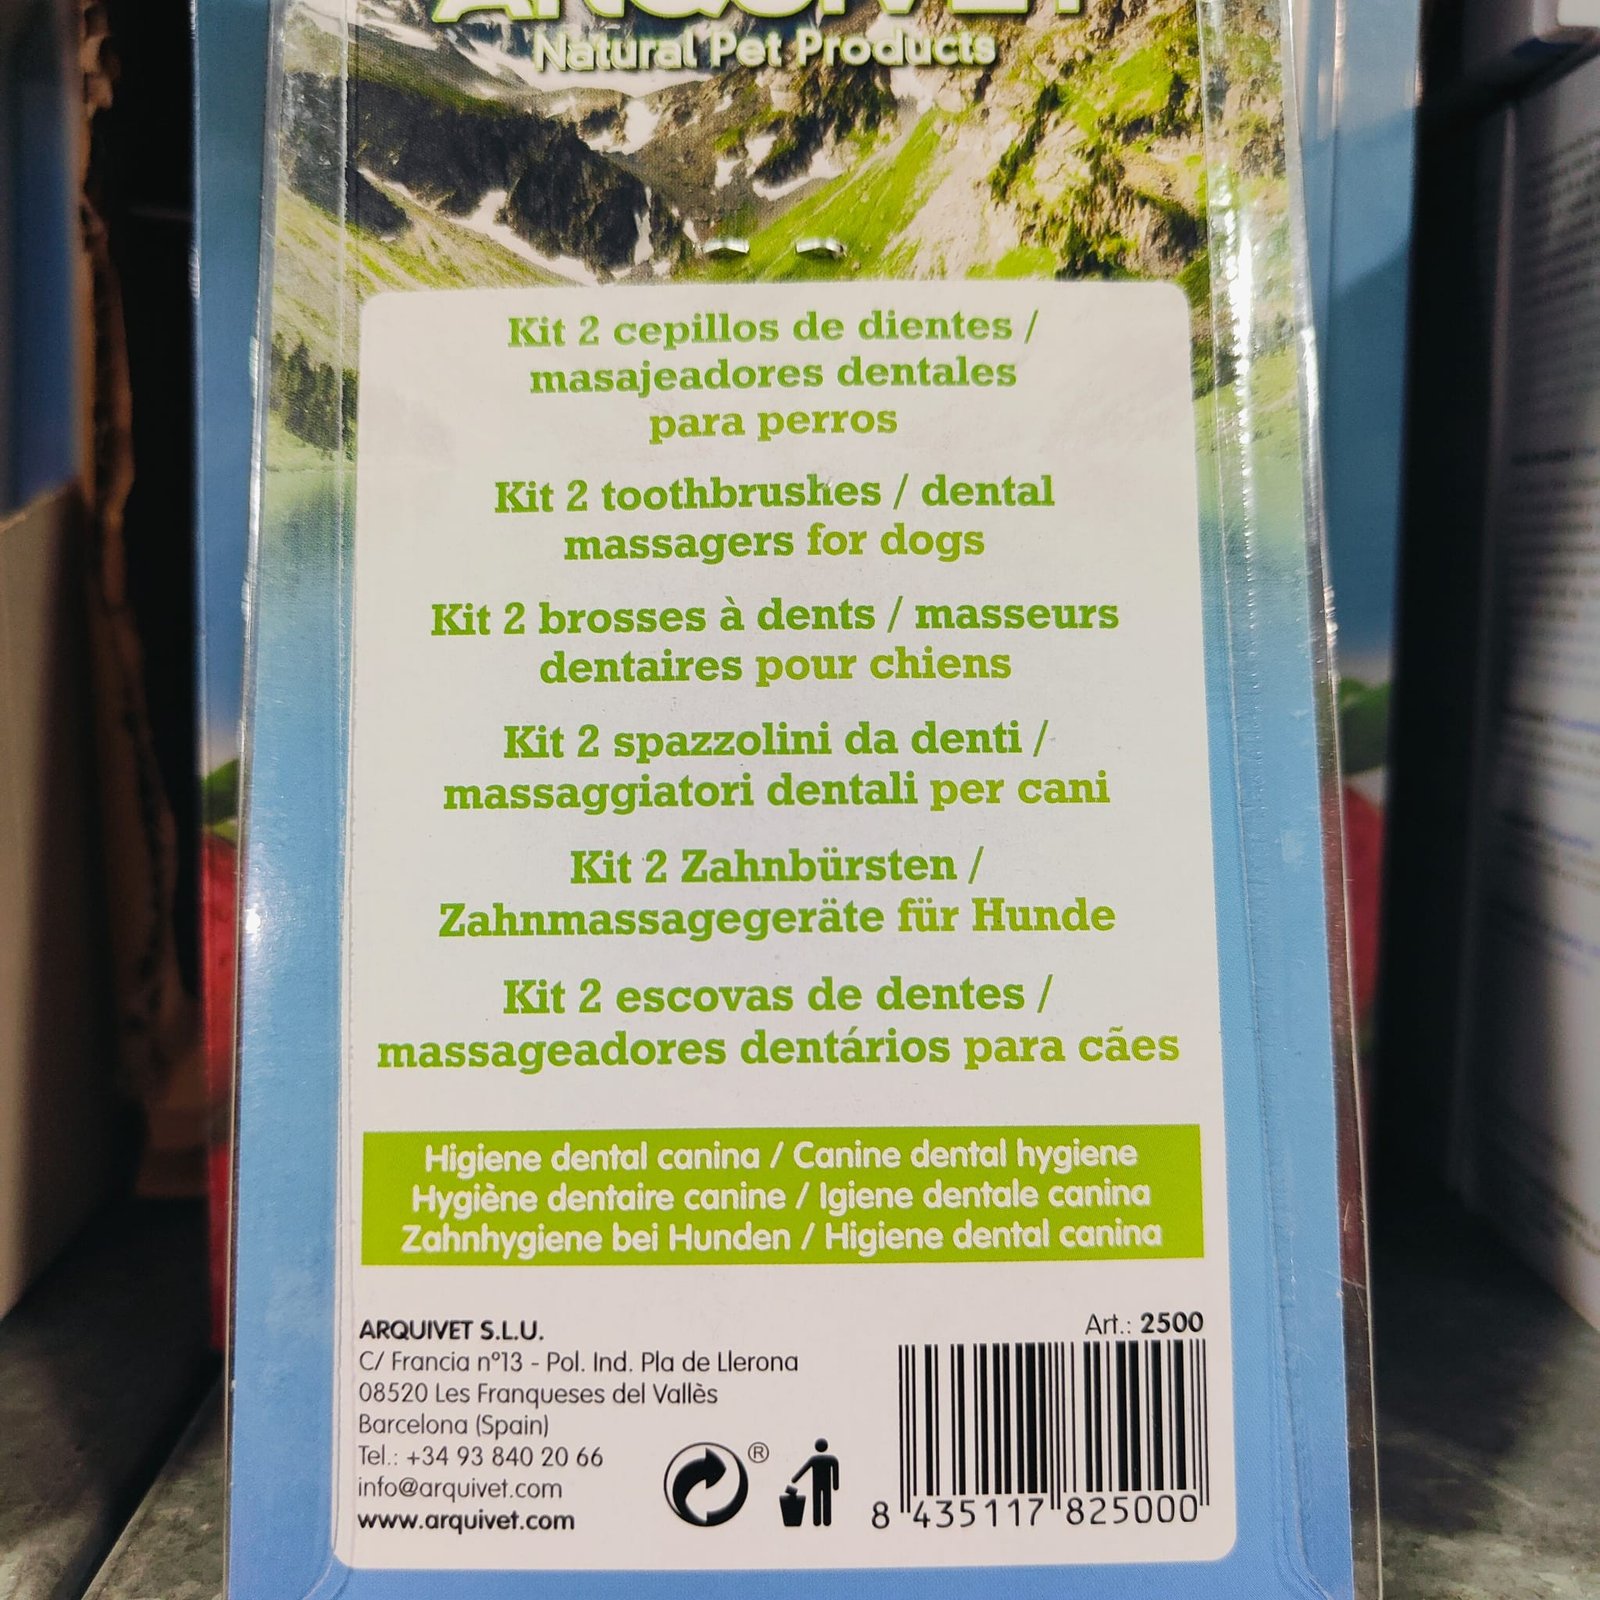 ARQUIVET
Natural Pet Products
Kit 2 cepillos de dientes /
masajeadores dentales
para perros
Kit 2 toothbrushes / dental
massagers for dogs
Kit 2 brosses à dents / masseurs
dentaires pour chiens
Kit 2 spazzolini da denti /
massaggiatori dentali per cani
Kit 2 Zahnbürsten /
Zahnmassagegeräte für Hunde
Kit 2 escovas de dentes /
massageadores dentários para cães
Higiene dental canina / Canine dental hygiene
Hygiène dentaire canine / Igiene dentale canina
Zahnhygiene bei Hunden / Higiene dental canina
ARQUIVET S.L.U.
C/ Francia nº13 - Pol. Ind. Pla de Llerona
08520 Les Franqueses del Vallès
Barcelona (Spain)
Tel.: +34 93 840 20 66
info@arquivet.com
www.arquivet.com
®
Art.: 2500
8 435117 825000